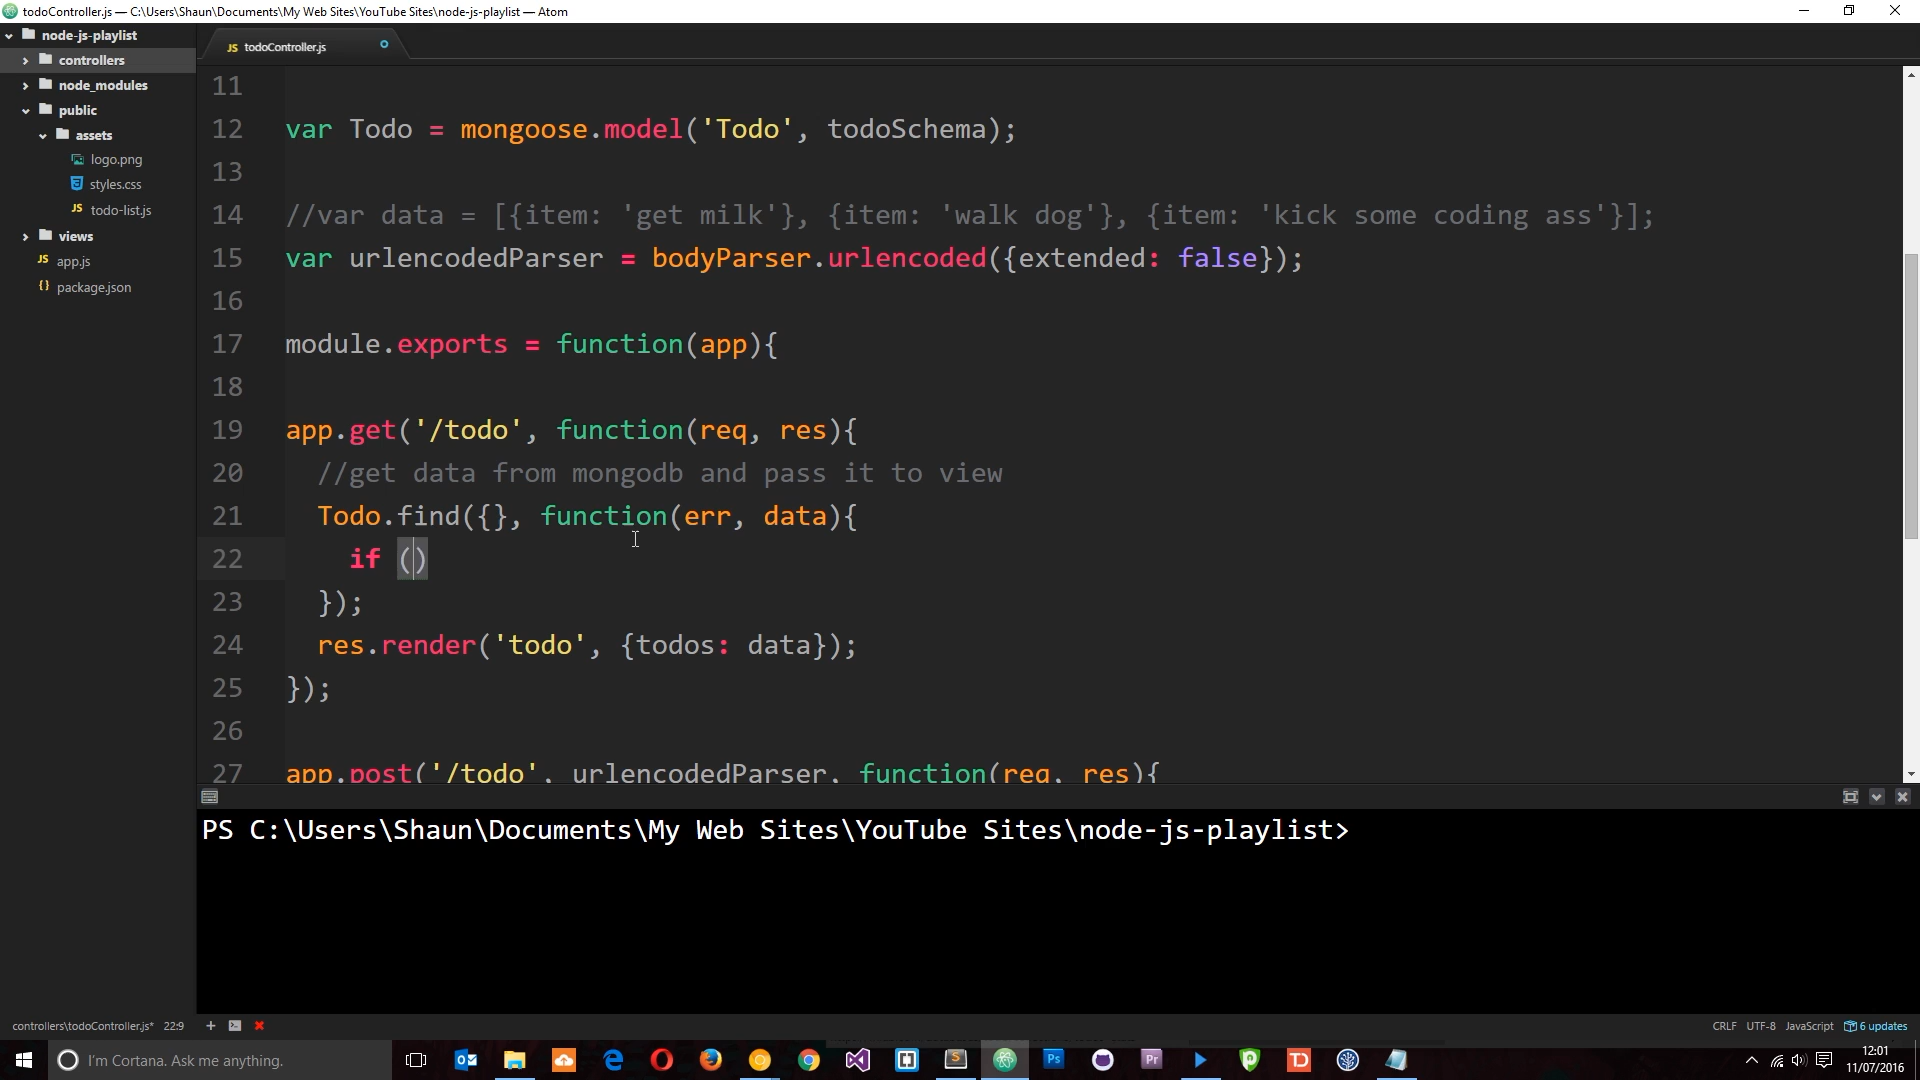 todoController.js — C:\Users\Shaun\Documents\My Web Sites\YouTube Sites\node-js-playlist — Atom
node-js-playlist
controllers
node_modules
public
assets
logo.png
styles.css
JS todo-list.js
views
JS app.js
{} package.json
JS todoController.js
11
12 var Todo = mongoose.model('Todo', todoSchema);
13
14 //var data = [{item: 'get milk'}, {item: 'walk dog'}, {item: 'kick some coding ass'}];
15 var urlencodedParser = bodyParser.urlencoded({extended: false});
16
17 module.exports = function(app){
18
19 app.get('/todo', function(req, res){
20 //get data from mongodb and pass it to view
21 Todo.find({}, function(err, data){
22 if ()
23 });
24 res.render('todo', {todos: data});
25 });
26
27 app.post('/todo', urlencodedParser, function(req, res){
PS C:\Users\Shaun\Documents\My Web Sites\YouTube Sites\node-js-playlist>
controllers\todoController.js* 22:9
CRLF UTF-8 JavaScript 6 updates
I'm Cortana. Ask me anything.
Ps
Pr
TD
12:01
11/07/2016